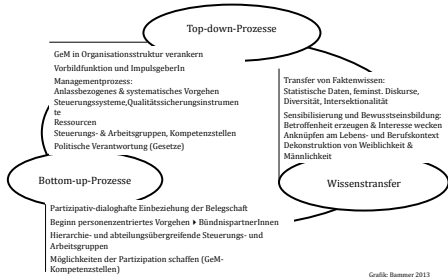 Top-down-Prozesse
GeM in Organisationsstruktur verankern
Vorbildfunktion und ImpulsgeberIn
Managementprozess:
Anlassbezogenes & systematisches Vorgehen
Steuerungssysteme,Qualitätssicherungsinstrumen
te
Ressourcen
Steuerungs- & Arbeitsgruppen, Kompetenzstellen
Politische Verantwortung (Gesetze)
Transfer von Faktenwissen:
Statistische Daten, feminst. Diskurse,
Diversität, Intersektionalität
Sensibilisierung und Bewusstseinsbildung:
Betroffenheit erzeugen & Interesse wecken
Anknüpfen am Lebens- und Berufskontext
Dekonstruktion von Weiblichkeit &
Männlichkeit
Bottom-up-Prozesse
Wissenstransfer
Partizipativ-dialoghafte Einbeziehung der Belegschaft
Beginn personenzentriertes Vorgehen ▸ BündnispartnerInnen
Hierarchie- und abteilungsübergreifende Steuerungs- und
Arbeitsgruppen
Möglichkeiten der Partizipation schaffen (GeM-
Kompetenzstellen)
Grafik: Bammer 2013